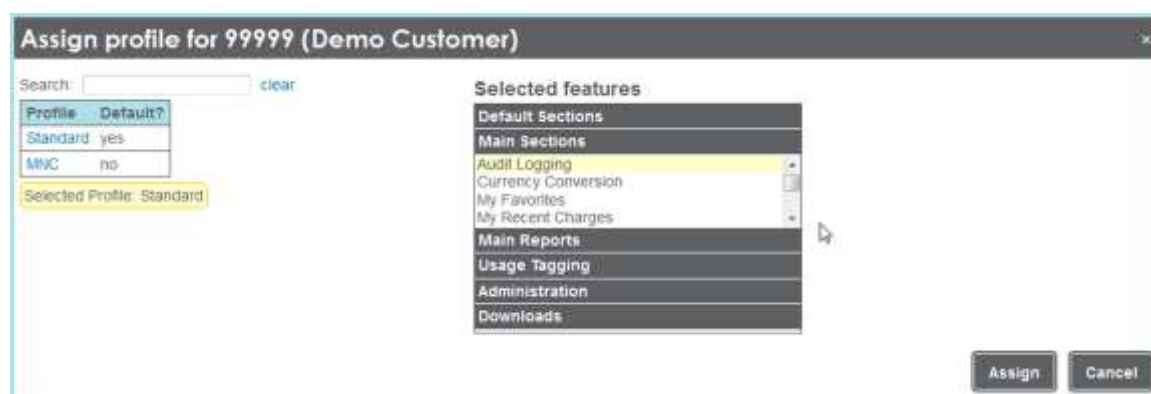 Assign profile for 99999 (Demo Customer)
×
Search: clear
Profile Default?
Standard yes
MNC no
Selected Profile: Standard
Selected features
Default Sections
Main Sections
Audit Logging
Currency Conversion
My Favorites
My Recent Charges
Main Reports
Usage Tagging
Administration
Downloads
Assign Cancel